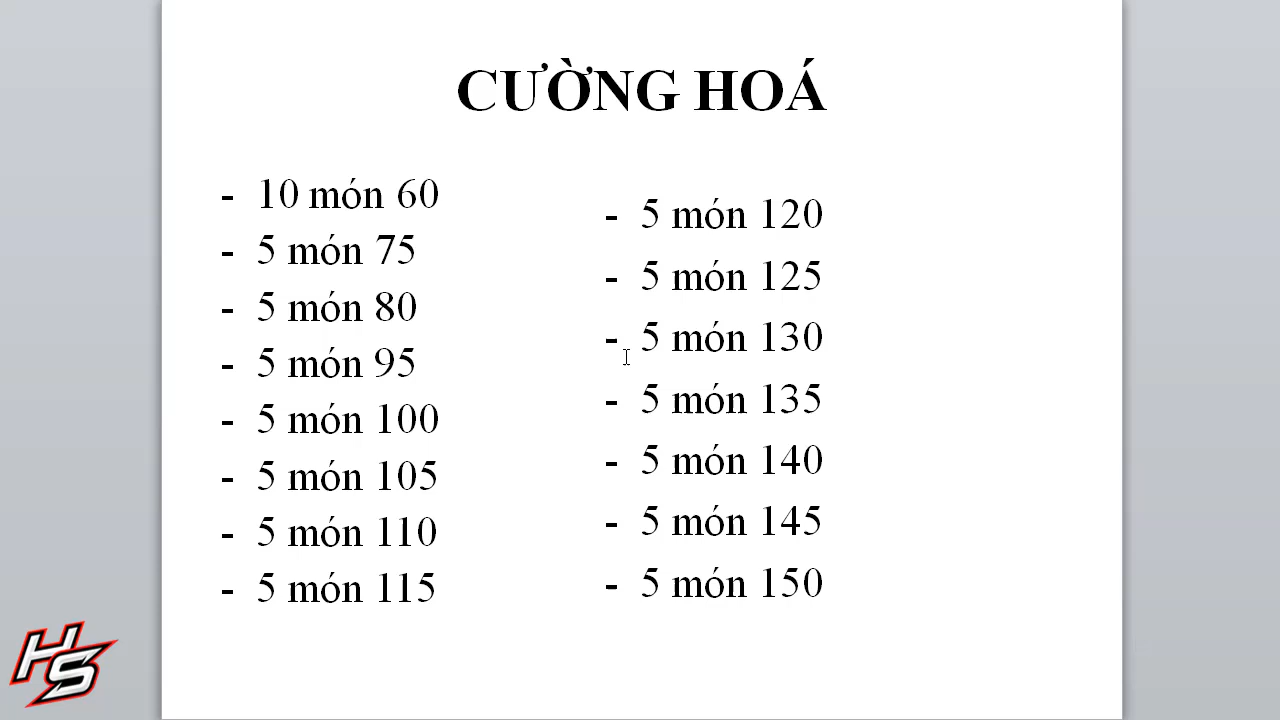 CƯỜNG HOÁ
- 10 món 60
- 5 món 75
- 5 món 80
- 5 món 95
- 5 món 100
- 5 món 105
- 5 món 110
- 5 món 115
- 5 món 120
- 5 món 125
- 5 món 130
- 5 món 135
- 5 món 140
- 5 món 145
- 5 món 150
HS